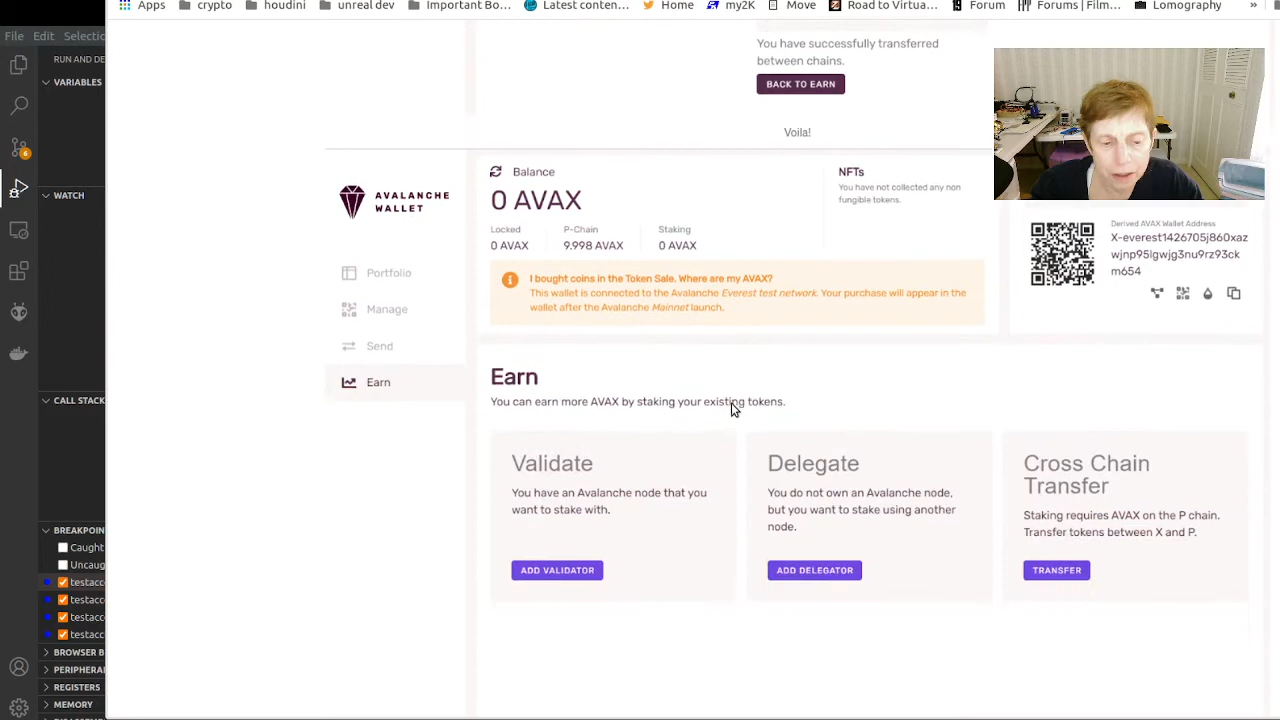 Apps
crypto
houdini
unreal dev
Important Bo...
Latest conten...
Home
my2K
Move
Road to Virtua...
Forum
Forums | Film...
Lomography
»
File Edit
RUN AND DE
VARIABLES
WATCH
CALL STACK
BREAKPOIN
Caught
Uncaug
testacc
testacc
testacc
testacc
BROWSER B
PERIPHERA
REGISTERS
MEMORY
6
You have successfully transferred
between chains.
BACK TO EARN
Voila!
AVALANCHE
WALLET
Portfolio
Manage
Send
Earn
Balance
0 AVAX
Locked
0 AVAX
P-Chain
9.998 AVAX
Staking
0 AVAX
NFTs
You have not collected any non
fungible tokens.
I bought coins in the Token Sale. Where are my AVAX?
This wallet is connected to the Avalanche Everest test network. Your purchase will appear in the
wallet after the Avalanche Mainnet launch.
Derived AVAX Wallet Address
X-everest1426705j860xaz
wjnp95lgwjg3nu9rz93ck
m654
Earn
You can earn more AVAX by staking your existing tokens.
Validate
You have an Avalanche node that you
want to stake with.
ADD VALIDATOR
Delegate
You do not own an Avalanche node,
but you want to stake using another
node.
ADD DELEGATOR
Cross Chain
Transfer
Staking requires AVAX on the P chain.
Transfer tokens between X and P.
TRANSFER